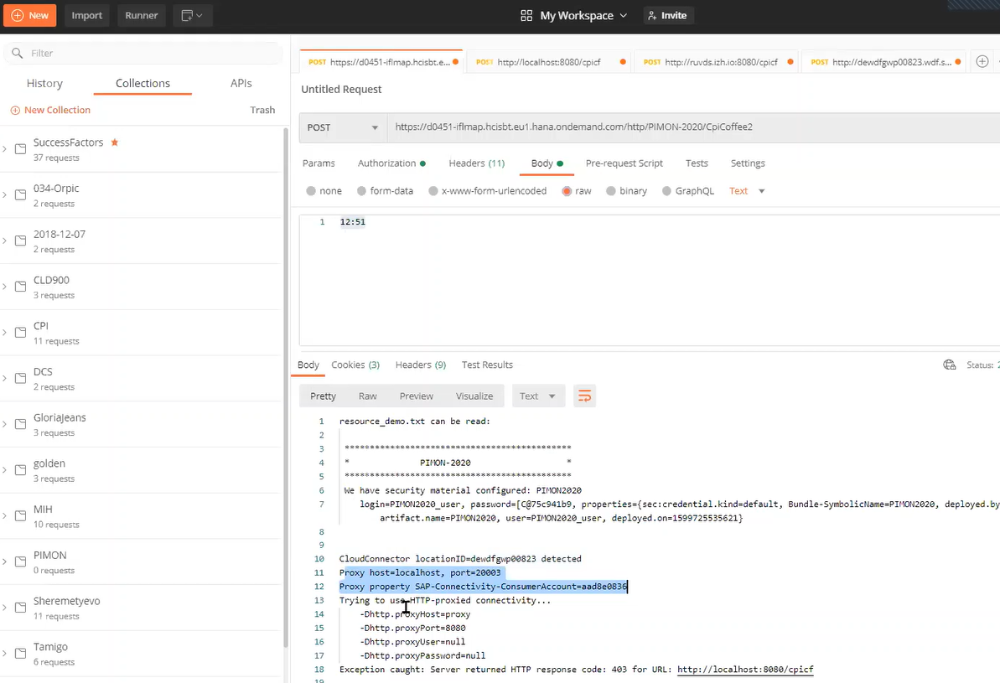 New
Import
Runner
My Workspace
Invite
Filter
History
Collections
APIs
New Collection
Trash
SuccessFactors
37 requests
034-Orpic
2 requests
2018-12-07
2 requests
CLD900
3 requests
CPI
11 requests
DCS
2 requests
GloriaJeans
3 requests
golden
3 requests
MIH
10 requests
PIMON
0 requests
Sheremetyevo
11 requests
Tamigo
6 requests
POST https://d0451-iflmap.hcisbt.e...
POST http://localhost:8080/cpicf
POST http://ruvds.izh.io:8080/cpicf
POST http://dewdfgwp00823.wdf.s...
Untitled Request
POST
https://d0451-iflmap.hcisbt.eu1.hana.ondemand.com/http/PIMON-2020/CpiCoffee2
Params
Authorization
Headers (11)
Body
Pre-request Script
Tests
Settings
none
form-data
x-www-form-urlencoded
raw
binary
GraphQL
Text
1 12:51
Body
Cookies (3)
Headers (9)
Test Results
Status: 2
Pretty
Raw
Preview
Visualize
Text
1 resource_demo.txt can be read:
2
3 *********************************************
4 * PIMON-2020 *
5 *********************************************
6 We have security material configured: PIMON2020
7 login=PIMON2020_user, password=[C@75c941b9, properties={sec:credential.kind=default, Bundle-SymbolicName=PIMON2020, deployed.by
artifact.name=PIMON2020, user=PIMON2020_user, deployed.on=1599725535621}
8
9
10 CloudConnector locationID=dewdfgwp00823 detected
11 Proxy host=localhost, port=20003
12 Proxy property SAP-Connectivity-ConsumerAccount=aad8e0836
13 Trying to use HTTP-proxied connectivity...
14 -Dhttp.proxyHost=proxy
15 -Dhttp.proxyPort=8080
16 -Dhttp.proxyUser=null
17 -Dhttp.proxyPassword=null
18 Exception caught: Server returned HTTP response code: 403 for URL: http://localhost:8080/cpicf
19